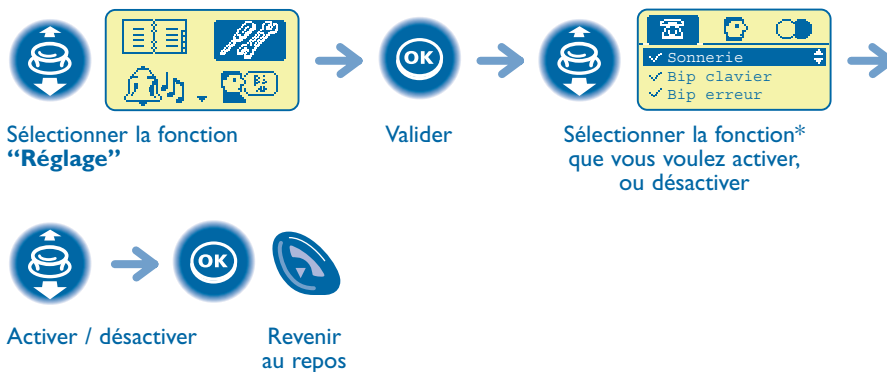 OK
✓ Sonnerie
✓ Bip clavier
✓ Bip erreur
Sélectionner la fonction
“Réglage”
Valider
Sélectionner la fonction*
que vous voulez activer,
ou désactiver
OK
Activer / désactiver
Revenir
au repos